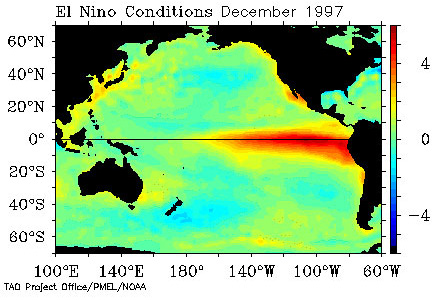 El Nino Conditions December 1997
60°N
40°N
20°N
0°
20°S
40°S
60°S
4
0
−4
100°E 140°E 180° 140°W 100°W 60°W
TAO Project Office/PMEL/NOAA